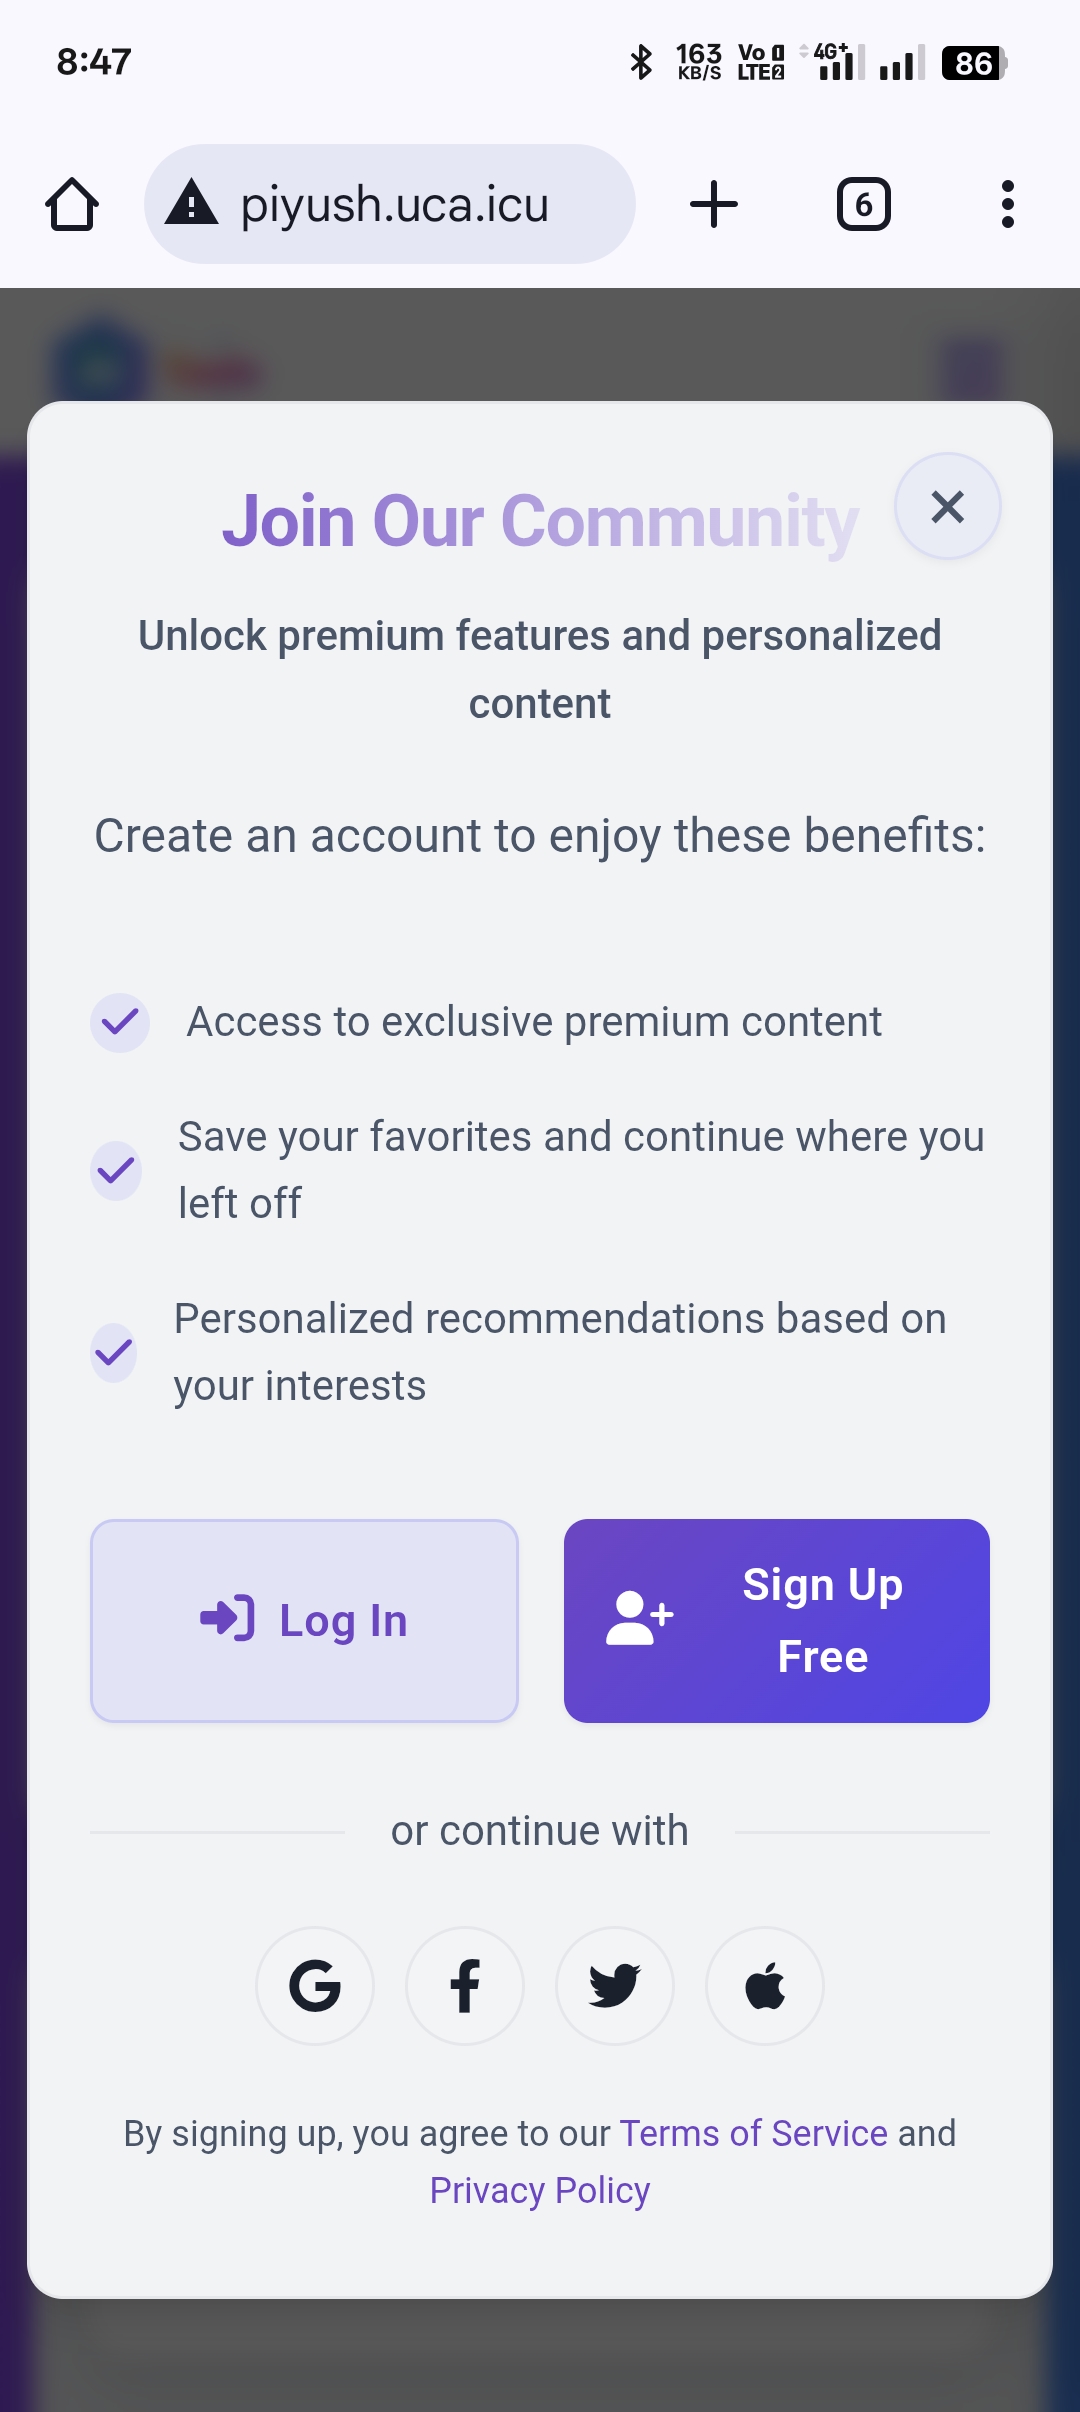 8:47
163 KB/S Vo LTE 1 2 4G+ 86
piyush.uca.icu
6
Join Our Community
Unlock premium features and personalized
content
Create an account to enjoy these benefits:
Access to exclusive premium content
Save your favorites and continue where you
left off
Personalized recommendations based on
your interests
Log In
Sign Up
Free
or continue with
By signing up, you agree to our Terms of Service and
Privacy Policy